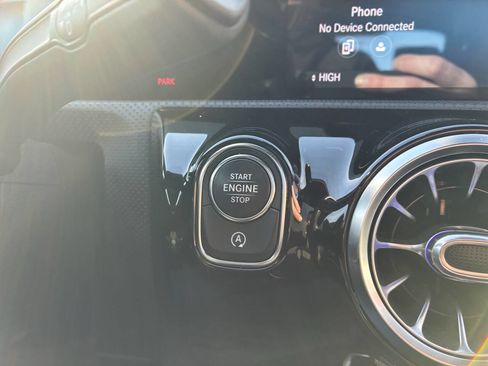 Phone
No Device Connected
HIGH
PARK
START
ENGINE
STOP
A